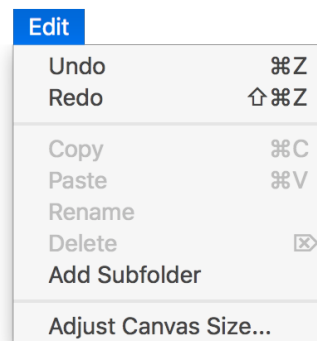 Edit
Undo ⌘Z
Redo ⇧⌘Z
Copy ⌘C
Paste ⌘V
Rename
Delete ⌦
Add Subfolder
Adjust Canvas Size...